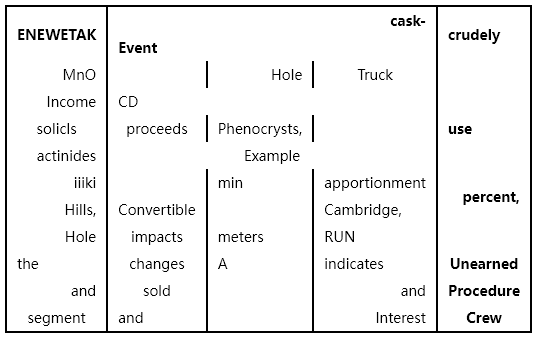 ENEWETAK cask- Event crudely
MnO Hole Truck
Income CD
solicls proceeds Phenocrysts, use
actinides Example
iiiki min apportionment percent,
Hills, Convertible Cambridge,
Hole impacts meters RUN
the changes A indicates Unearned
and sold and Procedure
segment and Interest Crew